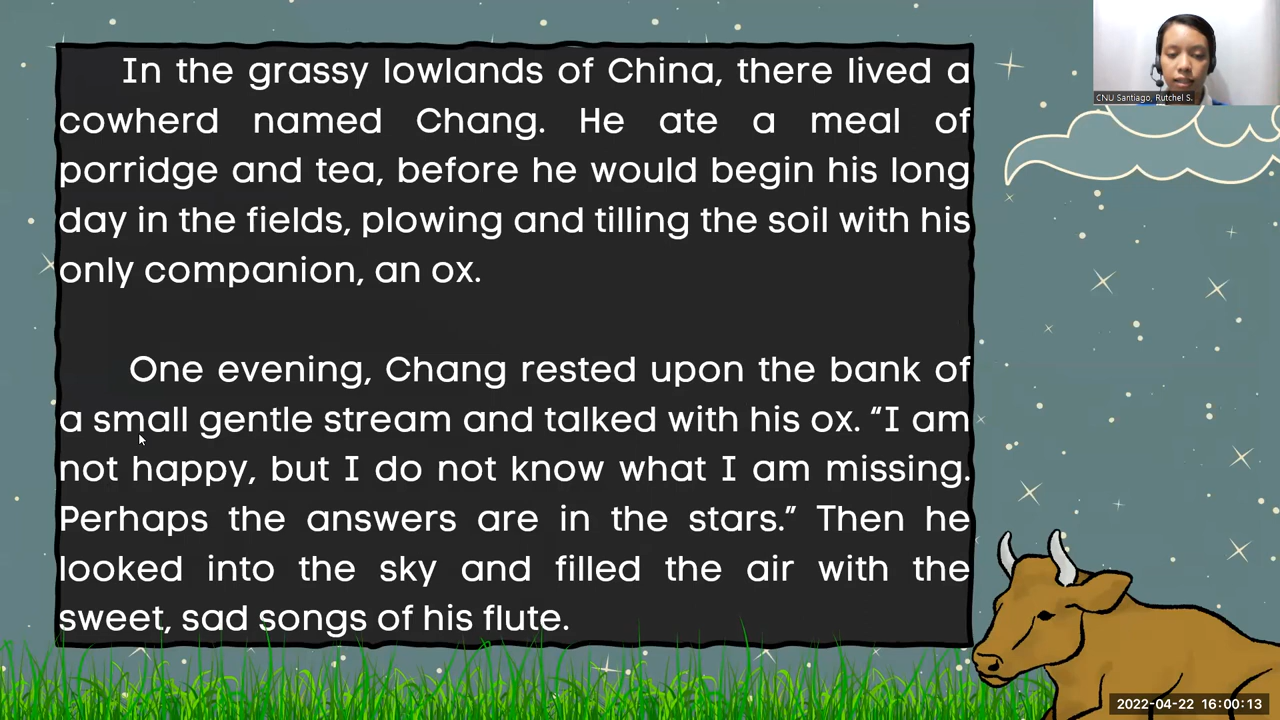 In the grassy lowlands of China, there lived a
cowherd named Chang. He ate a meal of
porridge and tea, before he would begin his long
day in the fields, plowing and tilling the soil with his
only companion, an ox.
One evening, Chang rested upon the bank of
a small gentle stream and talked with his ox. “I am
not happy, but I do not know what I am missing.
Perhaps the answers are in the stars.” Then he
looked into the sky and filled the air with the
sweet, sad songs of his flute.
CNU Santiago, Rutchel S.
2022-04-22 16:00:13